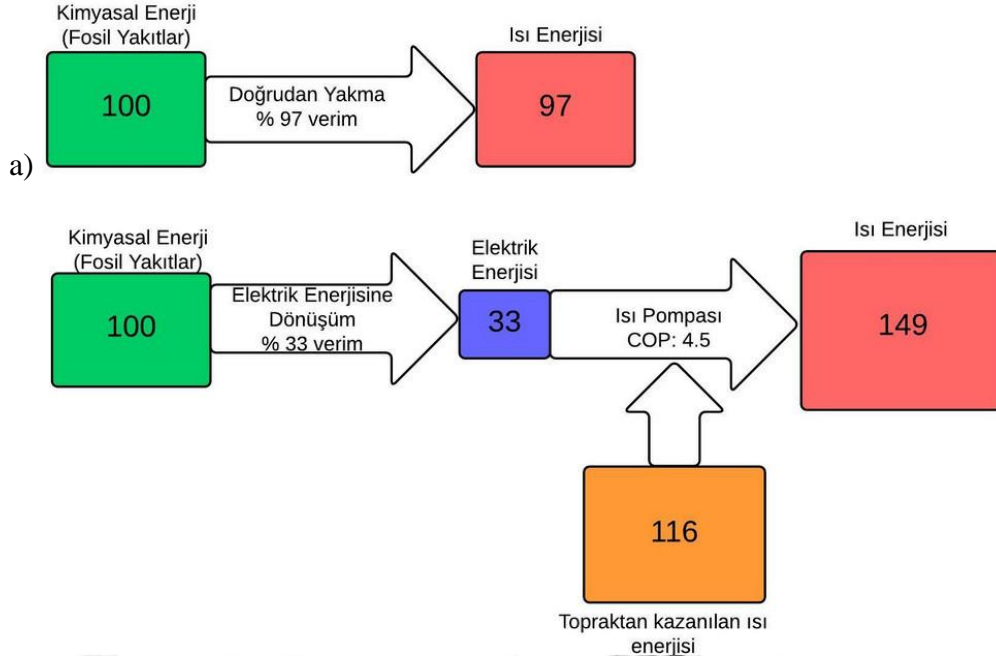 Kimyasal Enerji
(Fosil Yakıtlar)
100
Doğrudan Yakma
% 97 verim
Isı Enerjisi
97
a)
Kimyasal Enerji
(Fosil Yakıtlar)
100
Elektrik Enerjisine
Dönüşüm
% 33 verim
Elektrik
Enerjisi
33
Isı Pompası
COP: 4.5
Isı Enerjisi
149
116
Topraktan kazanılan ısı
enerjisi